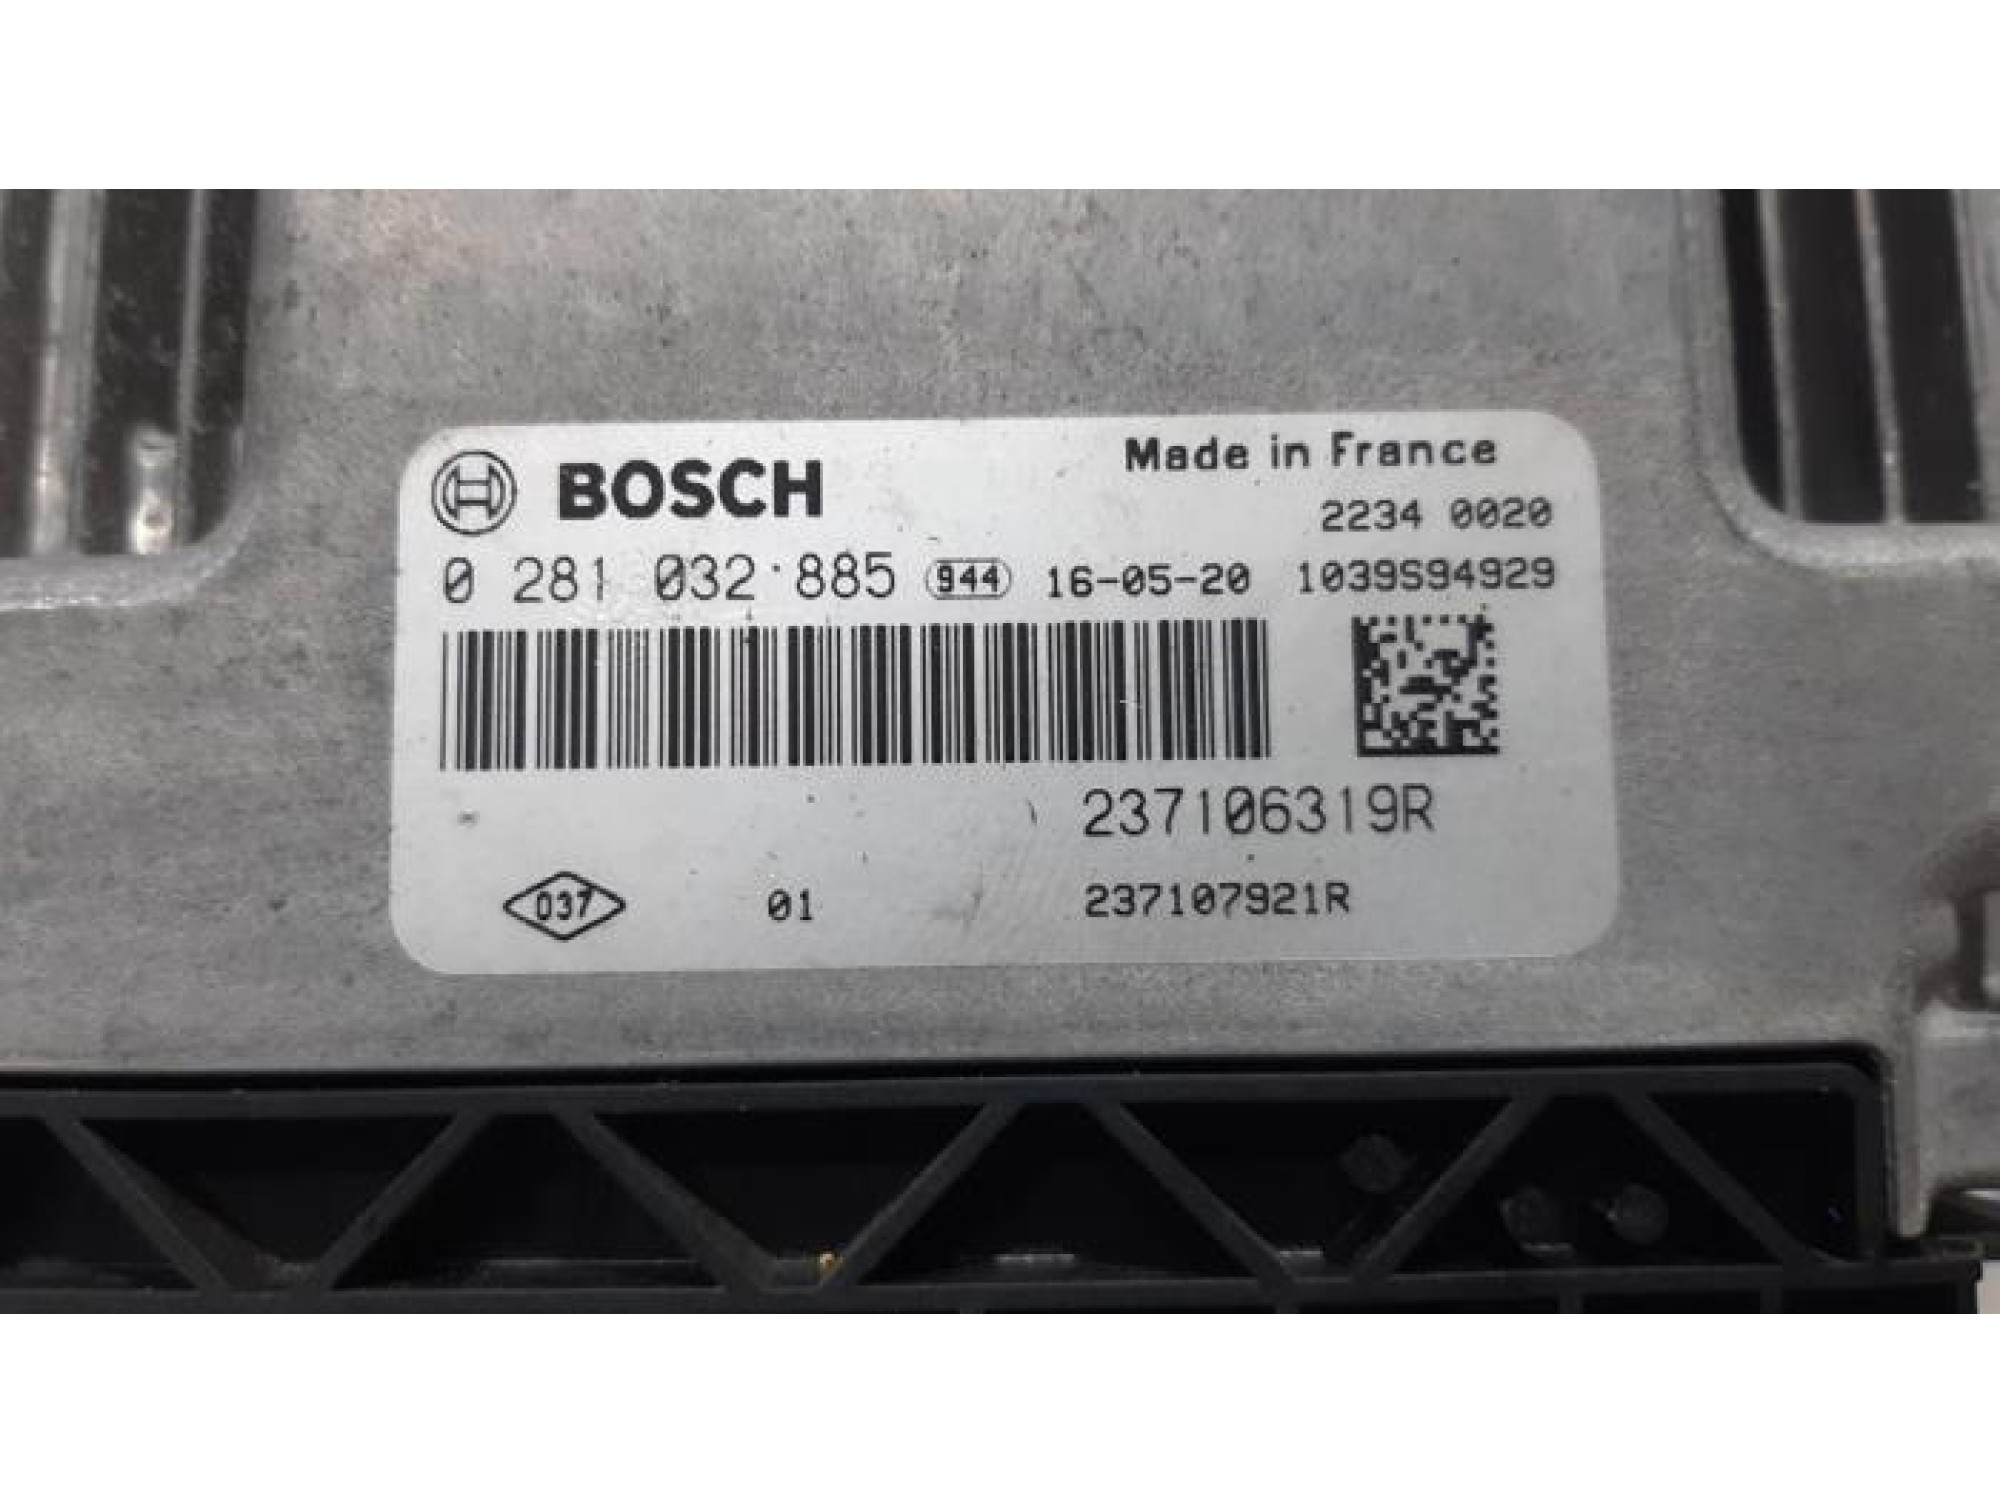 BOSCH Made in France
2234 0020
0 281 032 885 944 16-05-20 1039S94929
237106319R
037 01 237107921R